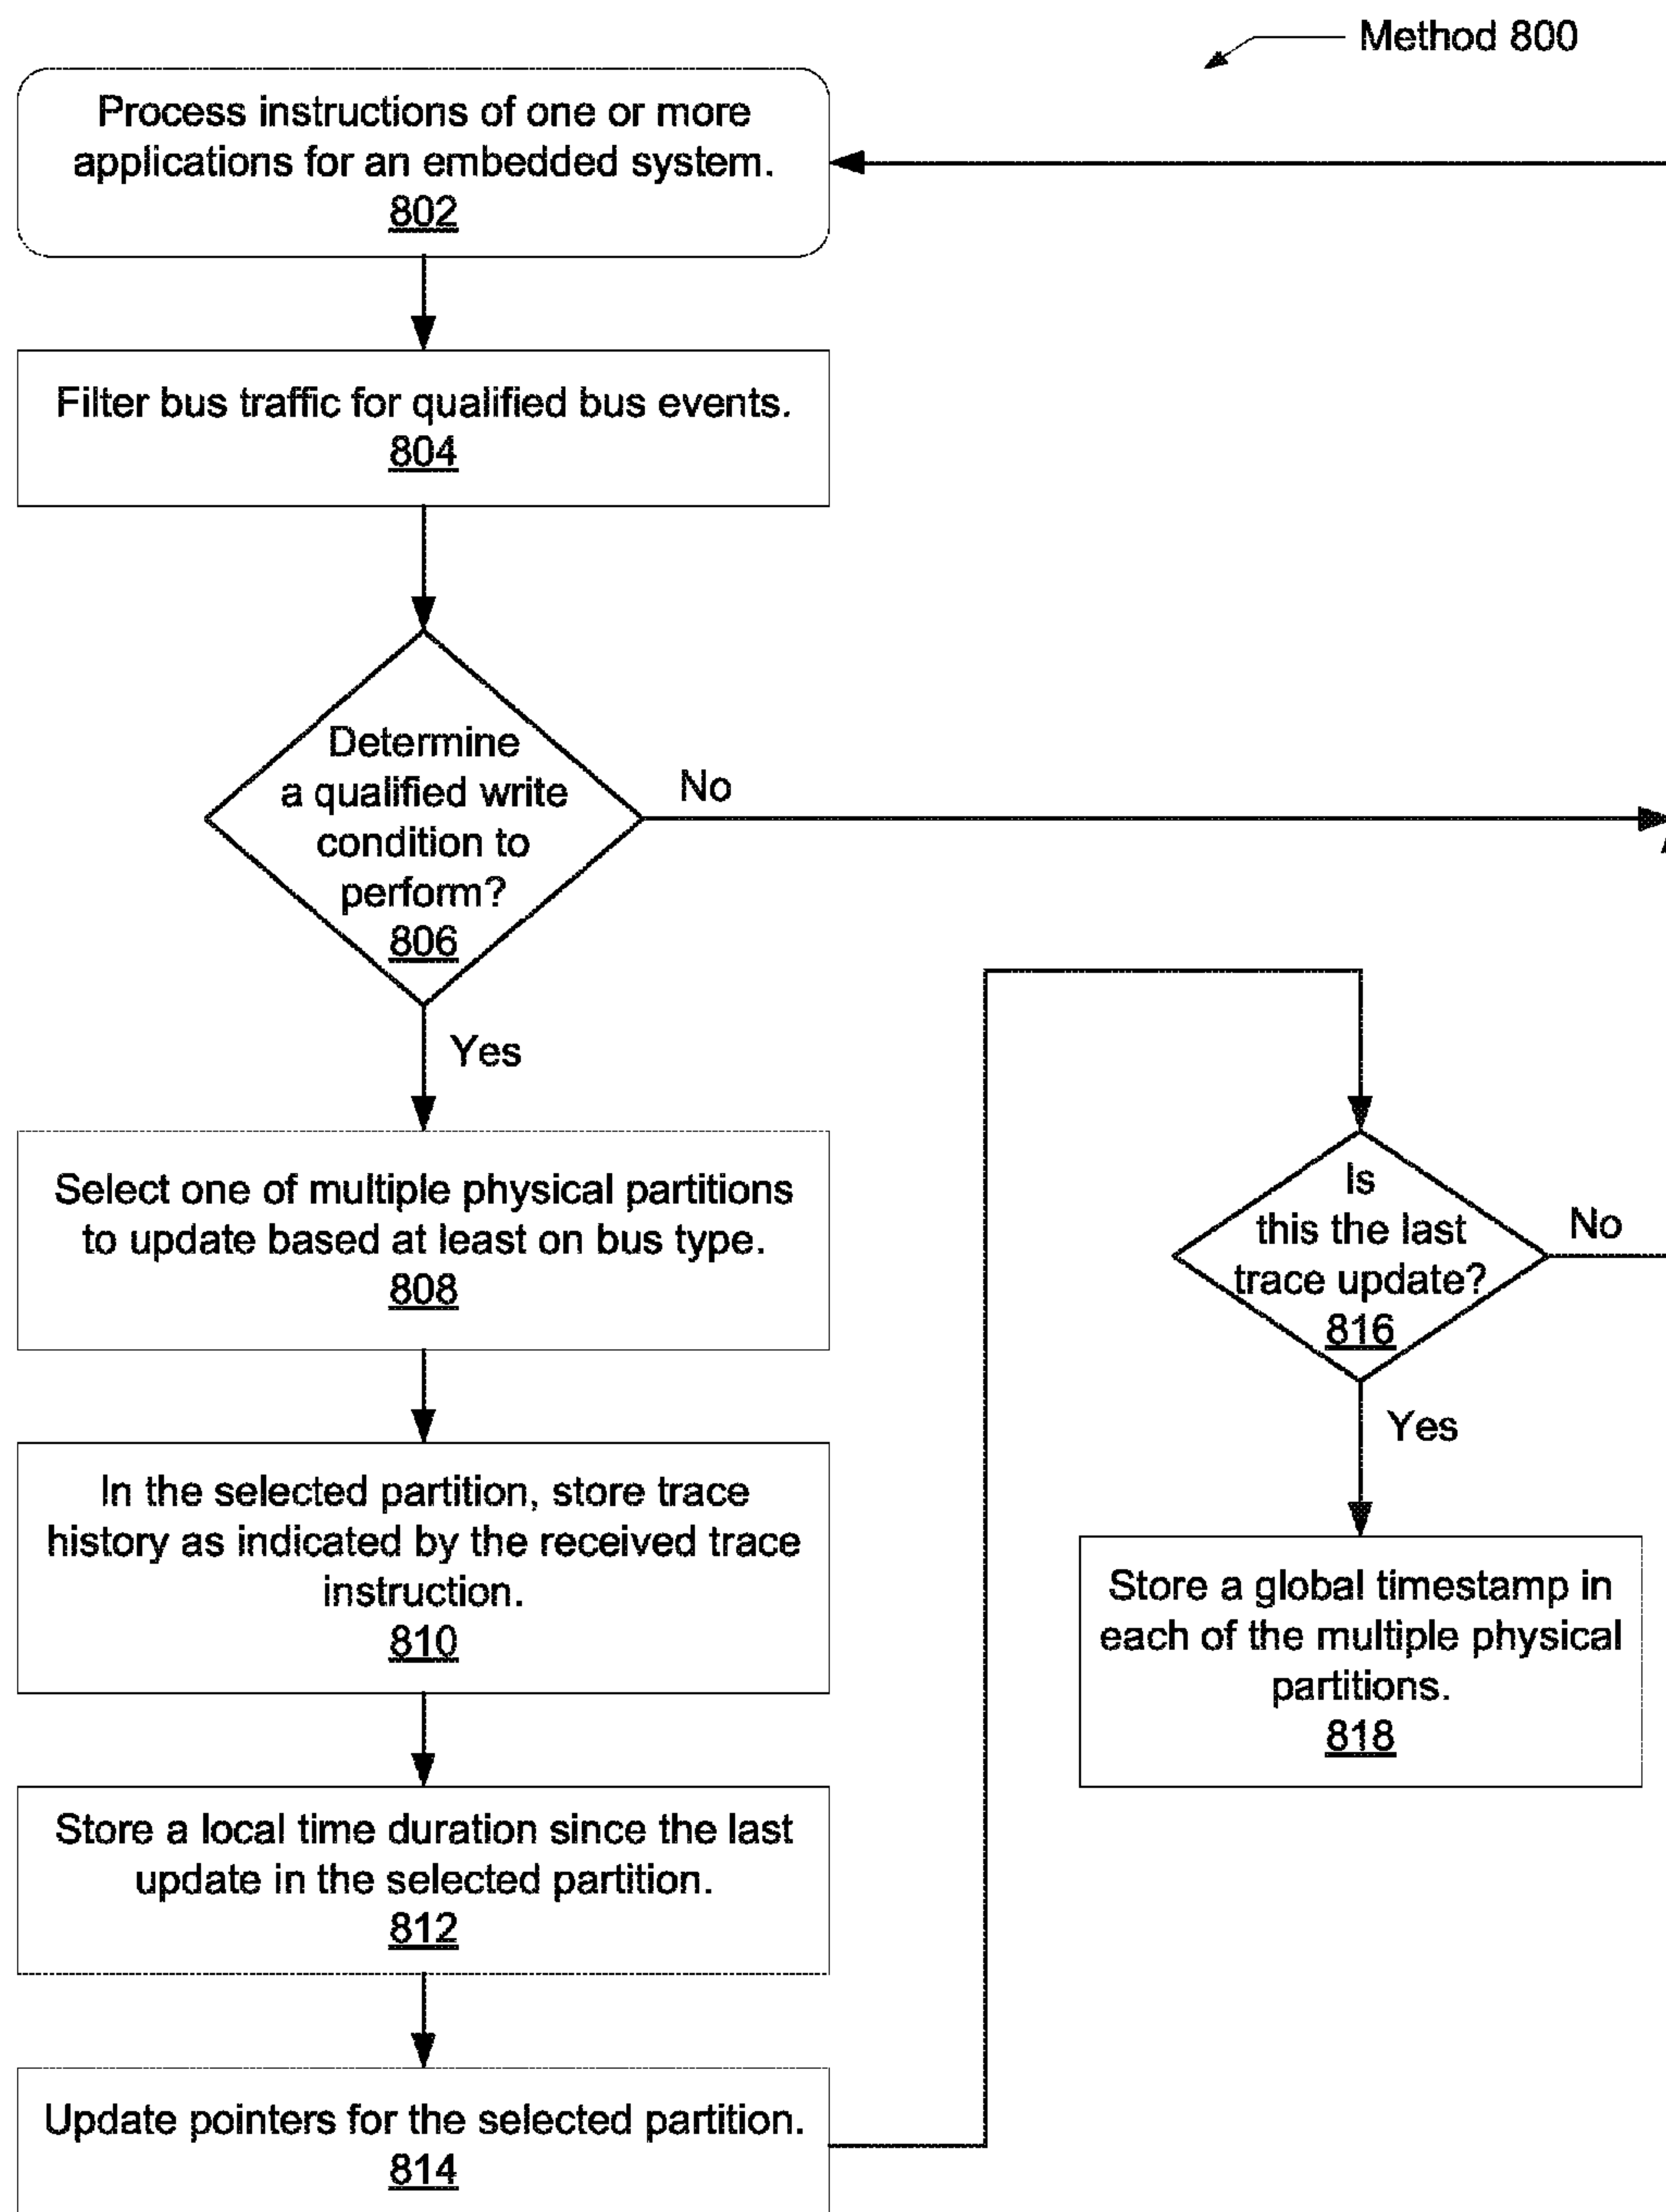 Method 800
Process instructions of one or more
applications for an embedded system.
802
Filter bus traffic for qualified bus events.
804
Determine
a qualified write
condition to
perform?
806
No
Yes
Select one of multiple physical partitions
to update based at least on bus type.
808
In the selected partition, store trace
history as indicated by the received trace
instruction.
810
Store a local time duration since the last
update in the selected partition.
812
Update pointers for the selected partition.
814
Is
this the last
trace update?
816
No
Yes
Store a global timestamp in
each of the multiple physical
partitions.
818